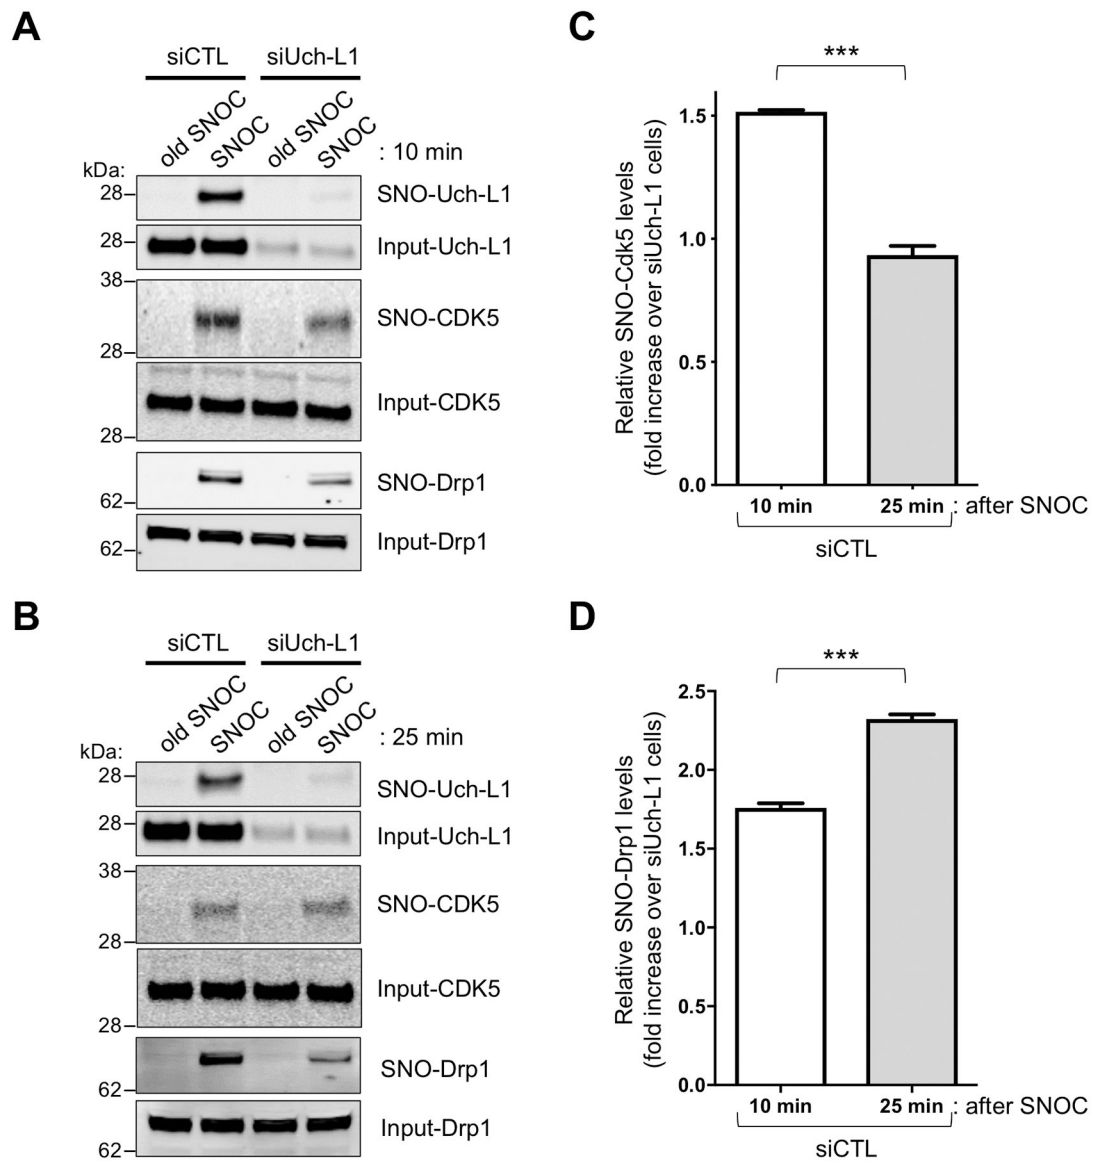 A
siCTL siUch-L1
old SNOC SNOC old SNOC SNOC : 10 min
kDa:
28 SNO-Uch-L1
28 Input-Uch-L1
38
SNO-CDK5
28
Input-CDK5
28
SNO-Drp1
62
Input-Drp1
62
B
siCTL siUch-L1
old SNOC SNOC old SNOC SNOC : 25 min
kDa:
28 SNO-Uch-L1
28 Input-Uch-L1
38
SNO-CDK5
28
Input-CDK5
28
SNO-Drp1
62
Input-Drp1
62
C
***
Relative SNO-Cdk5 levels
(fold increase over siUch-L1 cells)
1.5
1.0
0.5
0.0
10 min 25 min : after SNOC
siCTL
D
***
Relative SNO-Drp1 levels
(fold increase over siUch-L1 cells)
2.5
2.0
1.5
1.0
0.5
0.0
10 min 25 min : after SNOC
siCTL